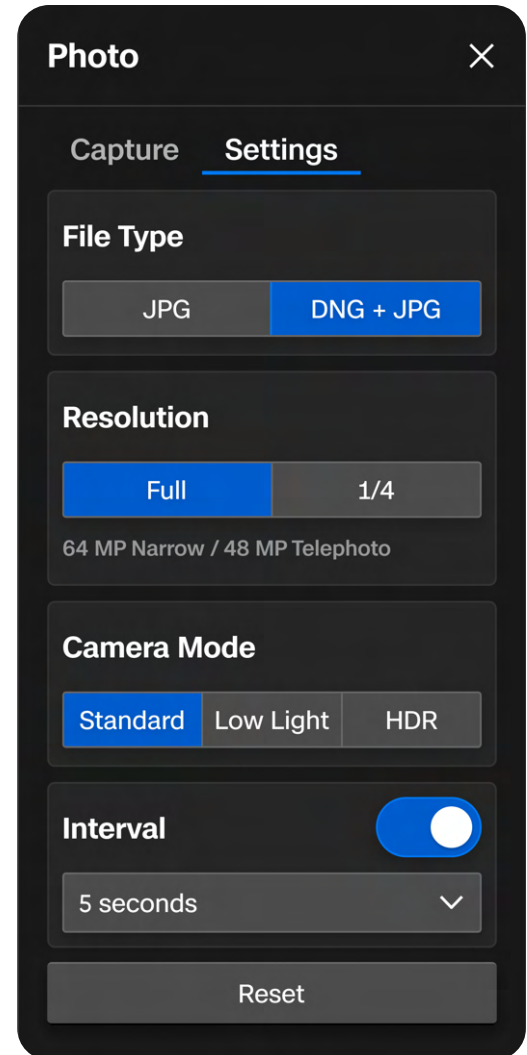 Photo
Capture Settings
File Type
JPG DNG + JPG
Resolution
Full 1/4
64 MP Narrow / 48 MP Telephoto
Camera Mode
Standard Low Light HDR
Interval
5 seconds
Reset